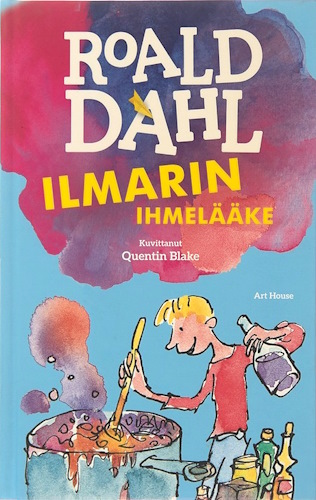 ROALD
DAHL
ILMARIN
IHMELÄÄKE
Kuvittanut
Quentin Blake
Art House